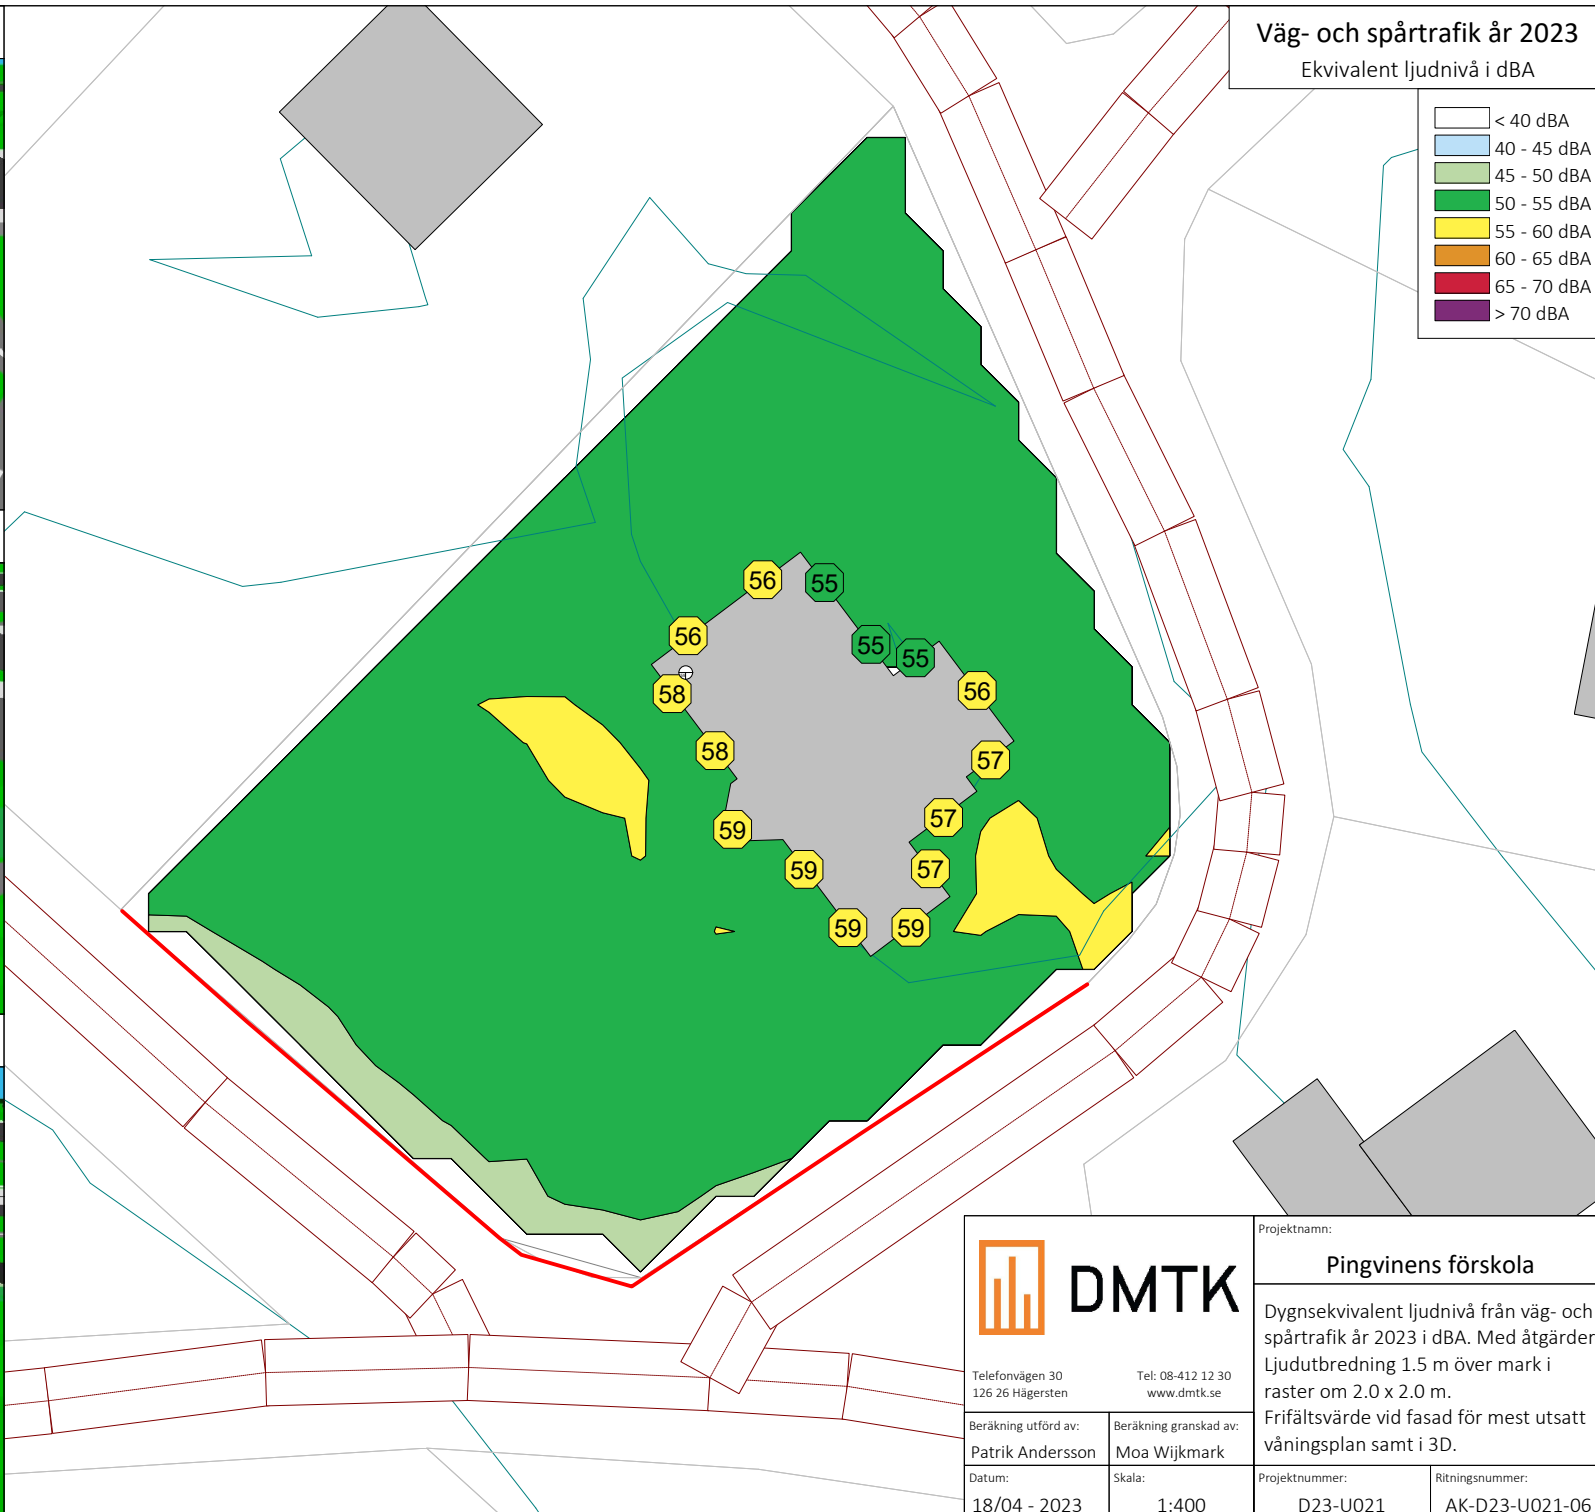 Väg- och spårtrafik år 2023
Ekvivalent ljudnivå i dBA
< 40 dBA
40 - 45 dBA
45 - 50 dBA
50 - 55 dBA
55 - 60 dBA
60 - 65 dBA
65 - 70 dBA
> 70 dBA
56
55
56
55
55
58
56
58
57
57
59
59
57
59
59
DMTK
Telefonvägen 30
126 26 Hägersten
Tel: 08-412 12 30
www.dmtk.se
Projektnamn:
Pingvinens förskola
Dygnsekvivalent ljudnivå från väg- och
spårtrafik år 2023 i dBA. Med åtgärder
Ljudutbredning 1.5 m över mark i
raster om 2.0 x 2.0 m.
Frifältsvärde vid fasad för mest utsatt
våningsplan samt i 3D.
Beräkning utförd av:
Patrik Andersson
Beräkning granskad av:
Moa Wijkmark
Datum:
18/04 - 2023
Skala:
1:400
Projektnummer:
D23-U021
Ritningsnummer:
AK-D23-U021-06